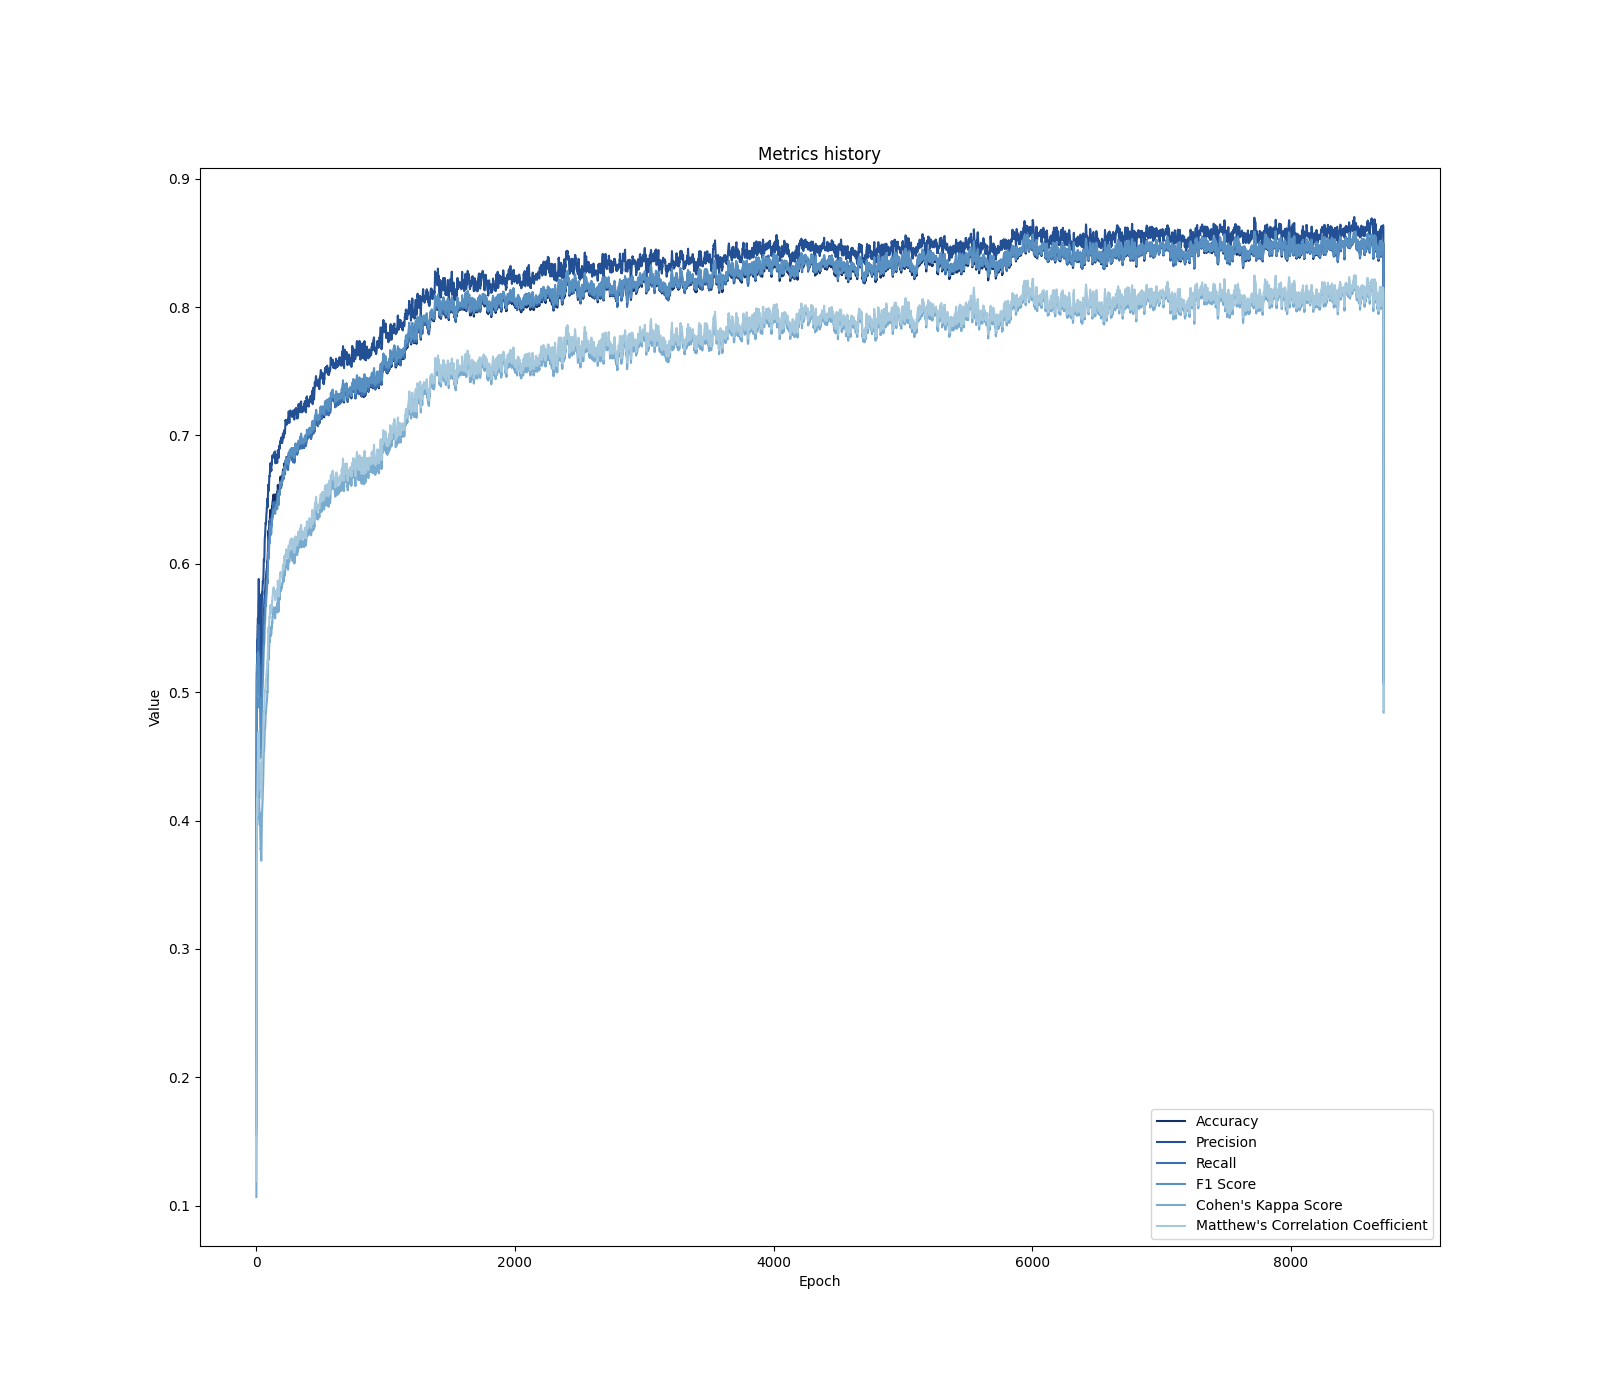 Metrics history
0.9
0.8
0.7
0.6
0.5
0.4
0.3
0.2
0.1
Value
0 2000 4000 6000 8000
Epoch
Accuracy
Precision
Recall
F1 Score
Cohen's Kappa Score
Matthew's Correlation Coefficient